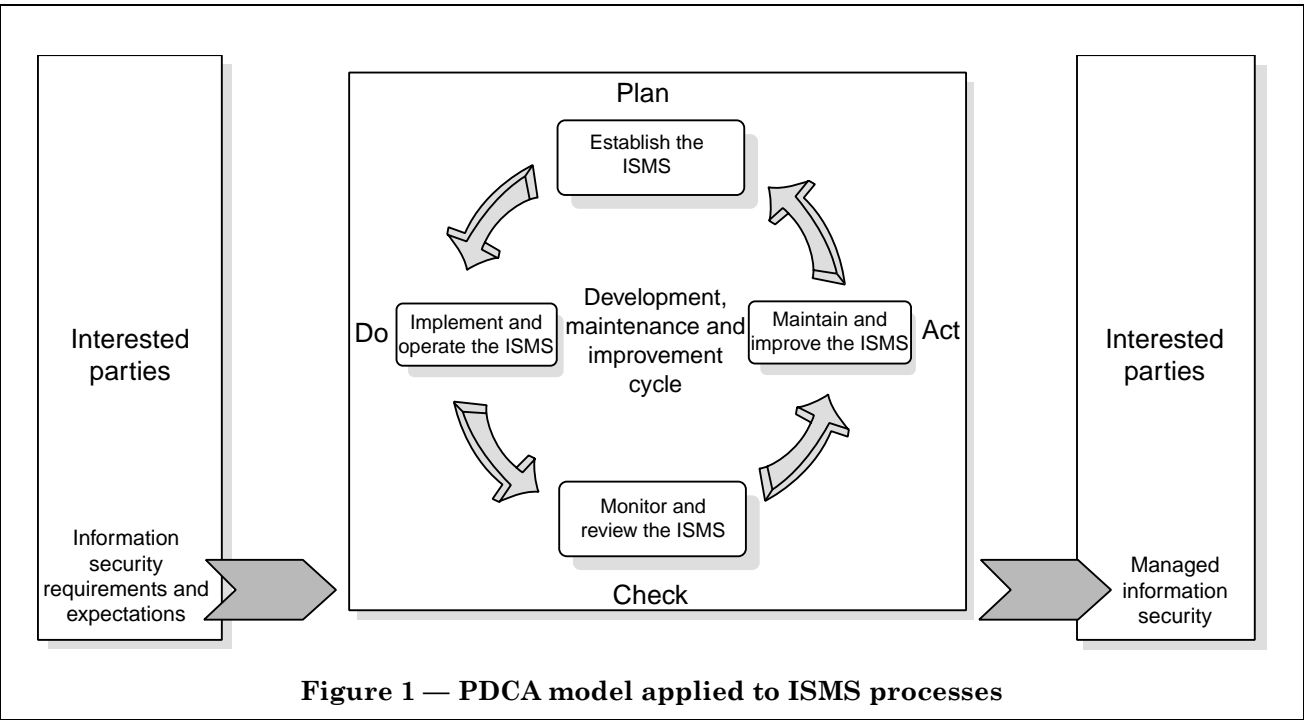 Plan
Establish the
ISMS
Interested
parties
Information
security
requirements and
expectations
Do
Implement and
operate the ISMS
Development,
maintenance and
improvement
cycle
Maintain and
improve the ISMS
Act
Monitor and
review the ISMS
Check
Interested
parties
Managed
information
security
Figure 1 — PDCA model applied to ISMS processes